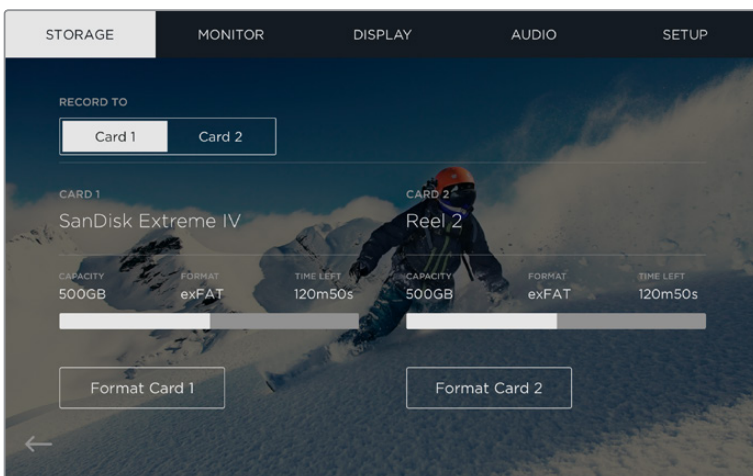 STORAGE MONITOR DISPLAY AUDIO SETUP
RECORD TO
Card 1 Card 2
CARD 1 CARD 2
SanDisk Extreme IV Reel 2
CAPACITY FORMAT TIME LEFT CAPACITY FORMAT TIME LEFT
500GB exFAT 120m50s 500GB exFAT 120m50s
Format Card 1 Format Card 2